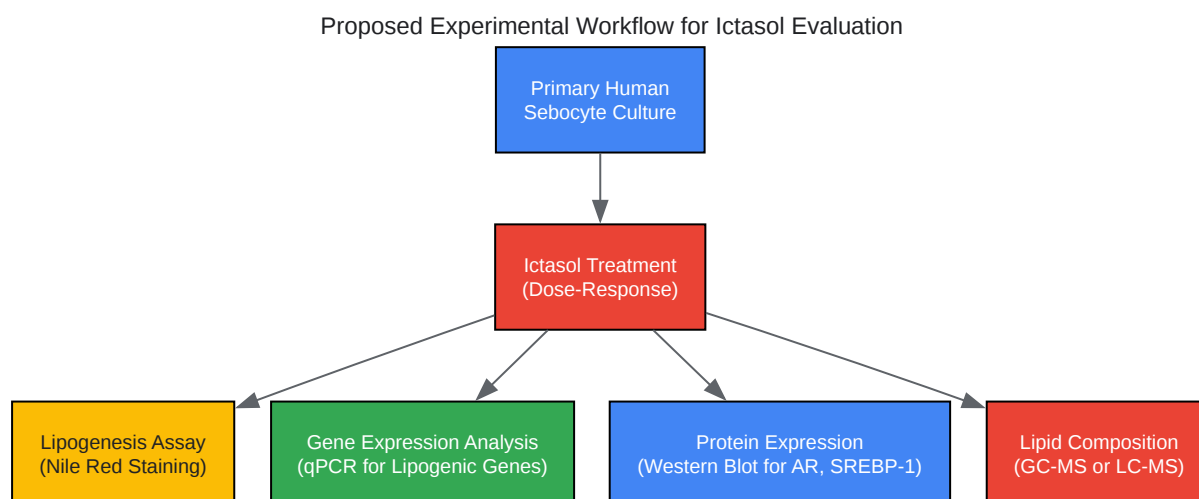 Proposed Experimental Workflow for Ictasol Evaluation
Primary Human
Sebocyte Culture
Ictasol Treatment
(Dose-Response)
Lipogenesis Assay
(Nile Red Staining)
Gene Expression Analysis
(qPCR for Lipogenic Genes)
Protein Expression
(Western Blot for AR, SREBP-1)
Lipid Composition
(GC-MS or LC-MS)